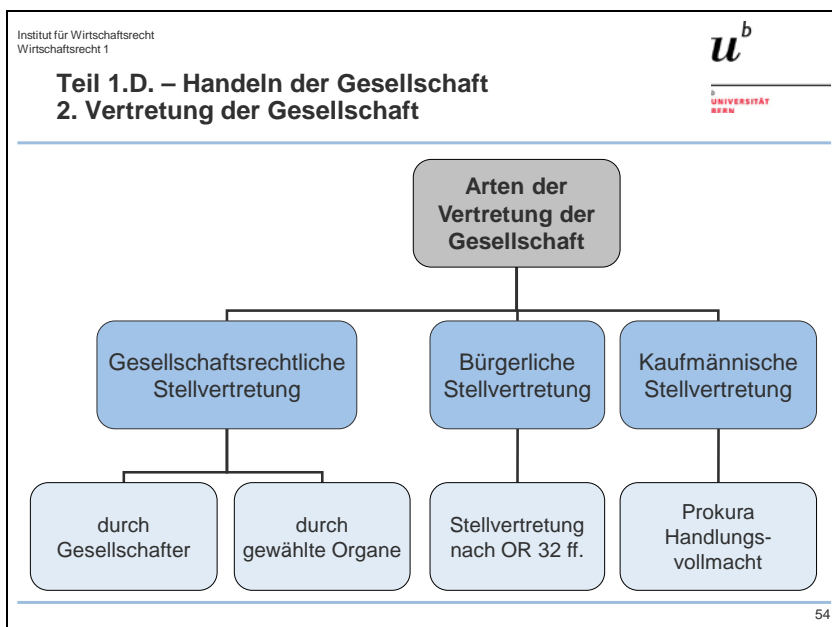 Institut für Wirtschaftsrecht
Wirtschaftsrecht 1
u^b
b
UNIVERSITÄT
BERN
Teil 1.D. – Handeln der Gesellschaft
2. Vertretung der Gesellschaft
Arten der
Vertretung der
Gesellschaft
Gesellschaftsrechtliche
Stellvertretung
Bürgerliche
Stellvertretung
Kaufmännische
Stellvertretung
durch
Gesellschafter
durch
gewählte Organe
Stellvertretung
nach OR 32 ff.
Prokura
Handlungs-
vollmacht
54